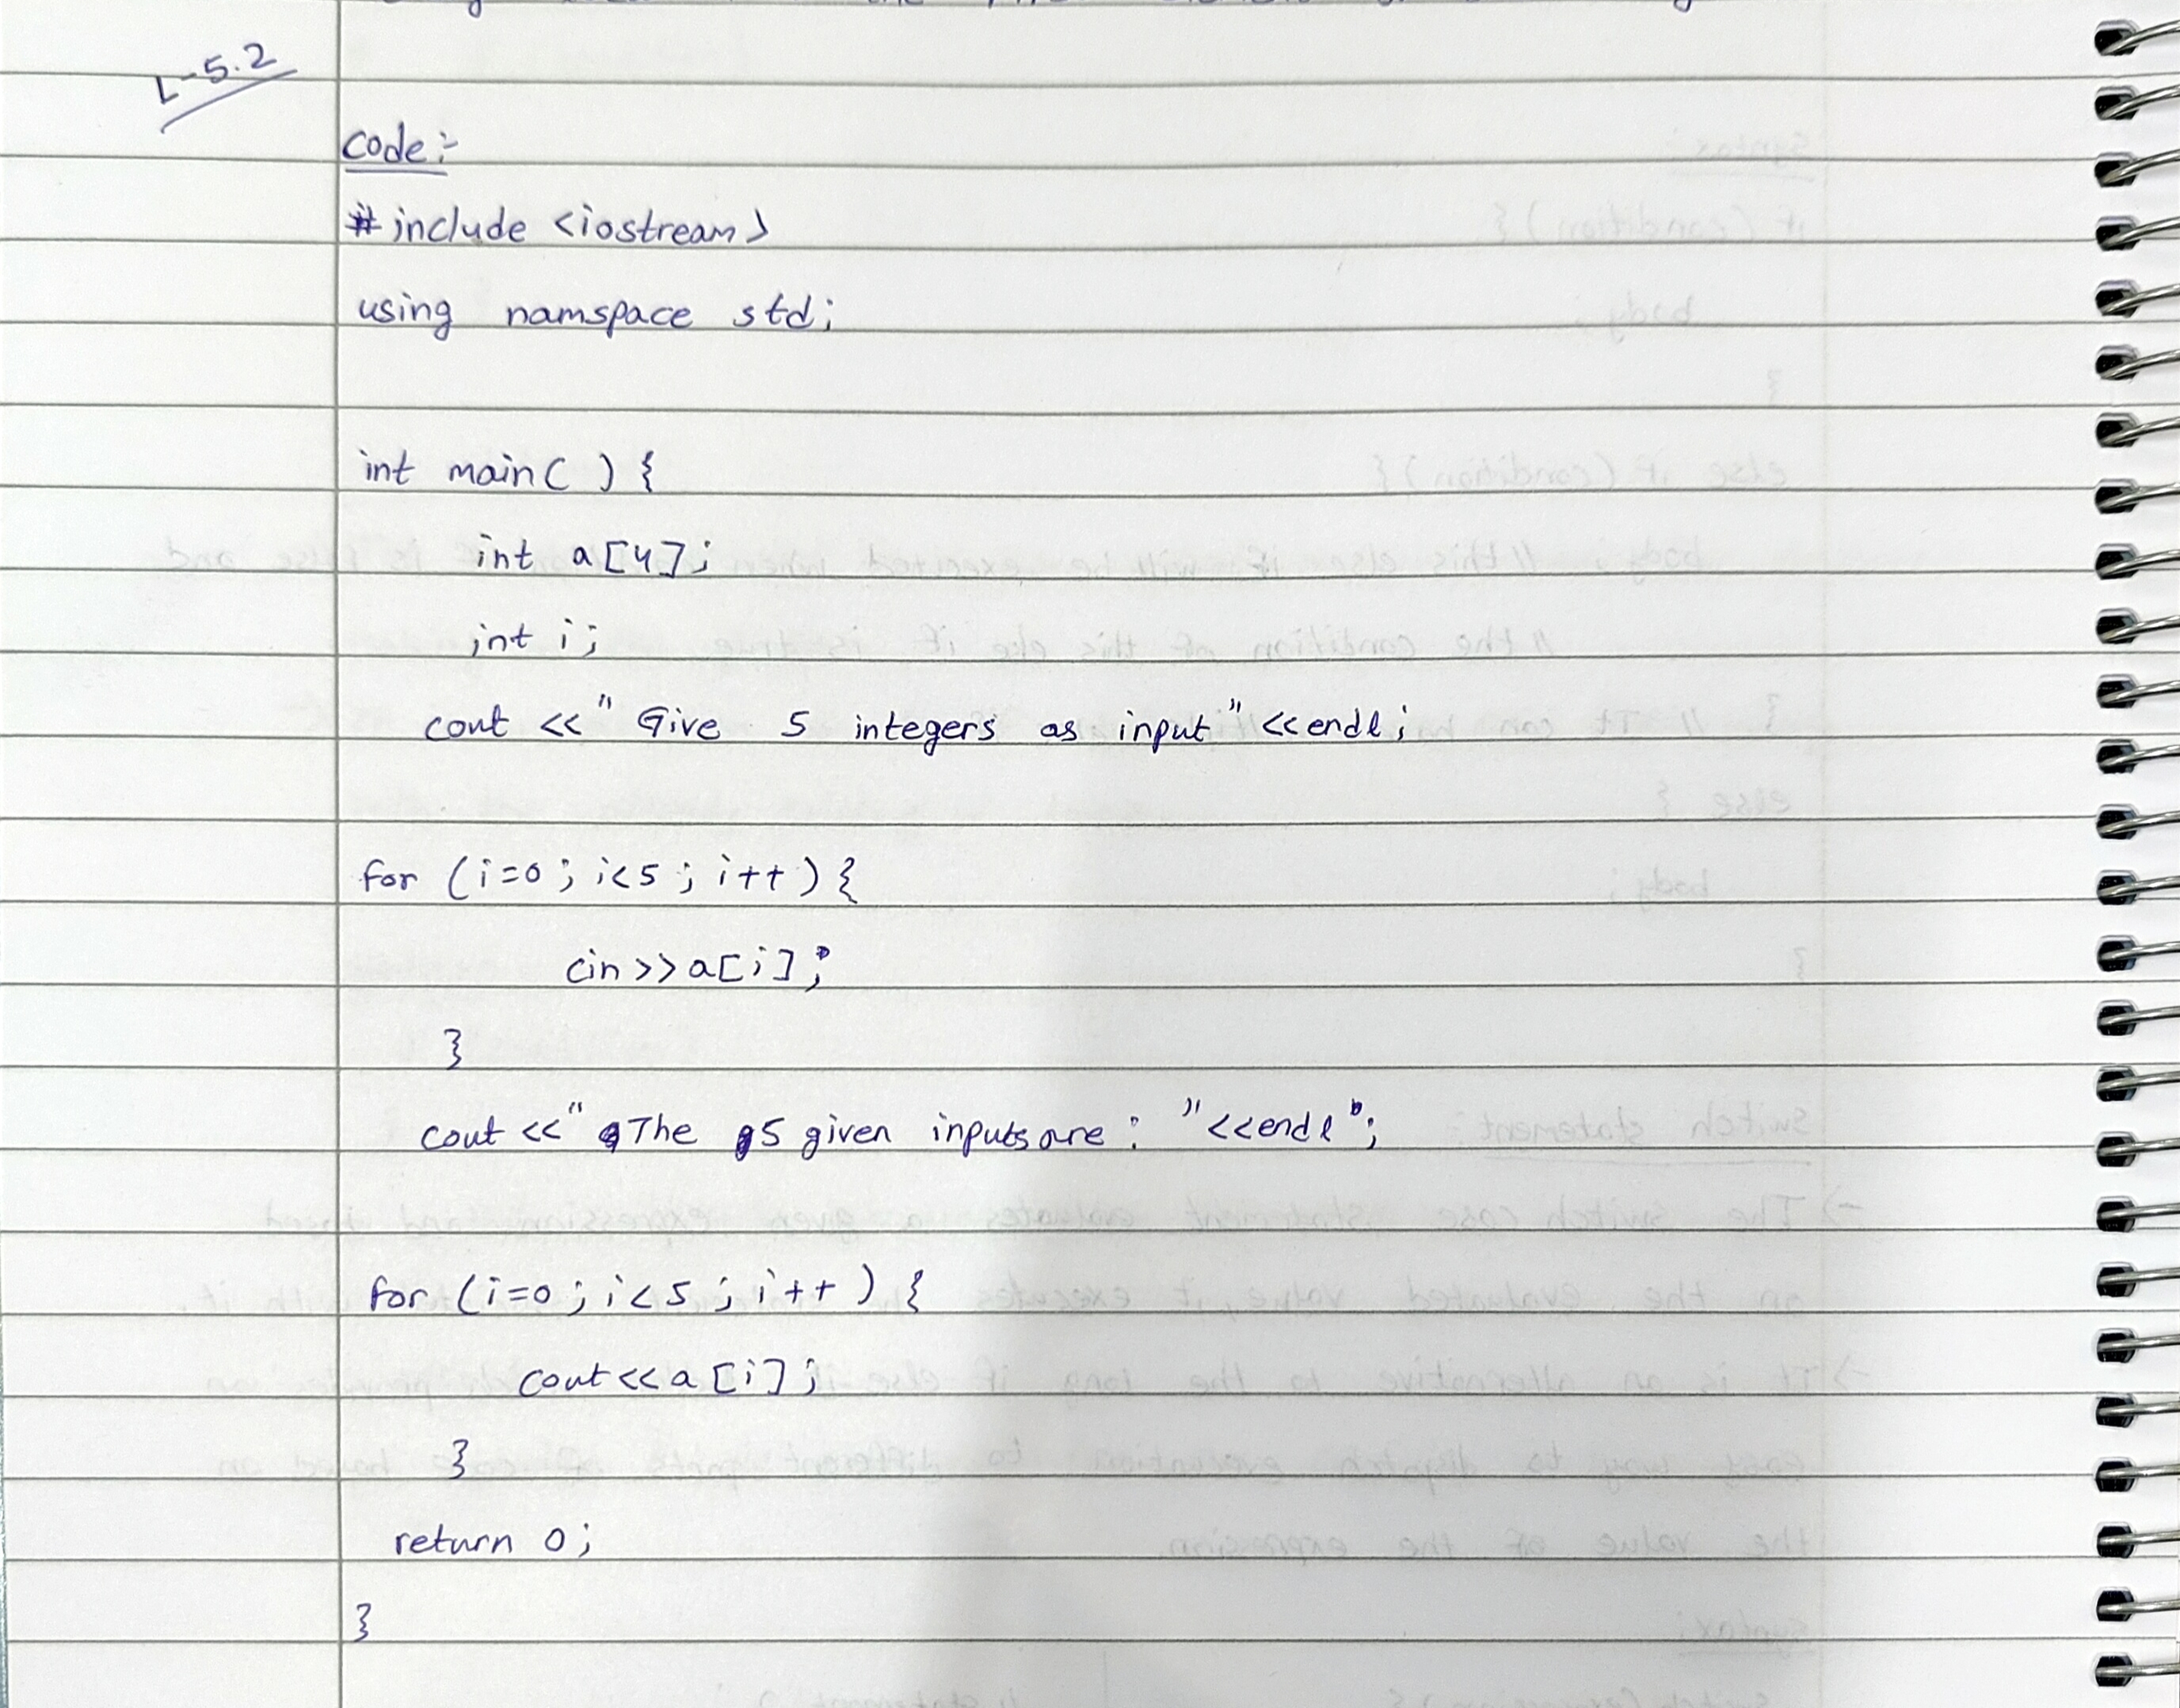 the
L-5.2
Code:-
#include <iostream>
using namspace std;
int main( ) {
int a[4];
int i;
cout << " Give 5 integers as input" <<endl;
for (i=0; i<5; i++) {
cin>>a[i];
}
cout <<" The 5 given inputs are: "<<endl;
for (i=0; i<5; i++) {
cout<<a[i];
}
return 0;
}